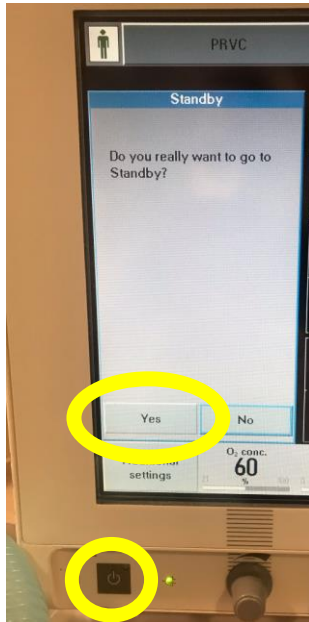 PRVC
Standby
Do you really want to go to
Standby?
Yes
No
settings
O₂ conc.
60
%